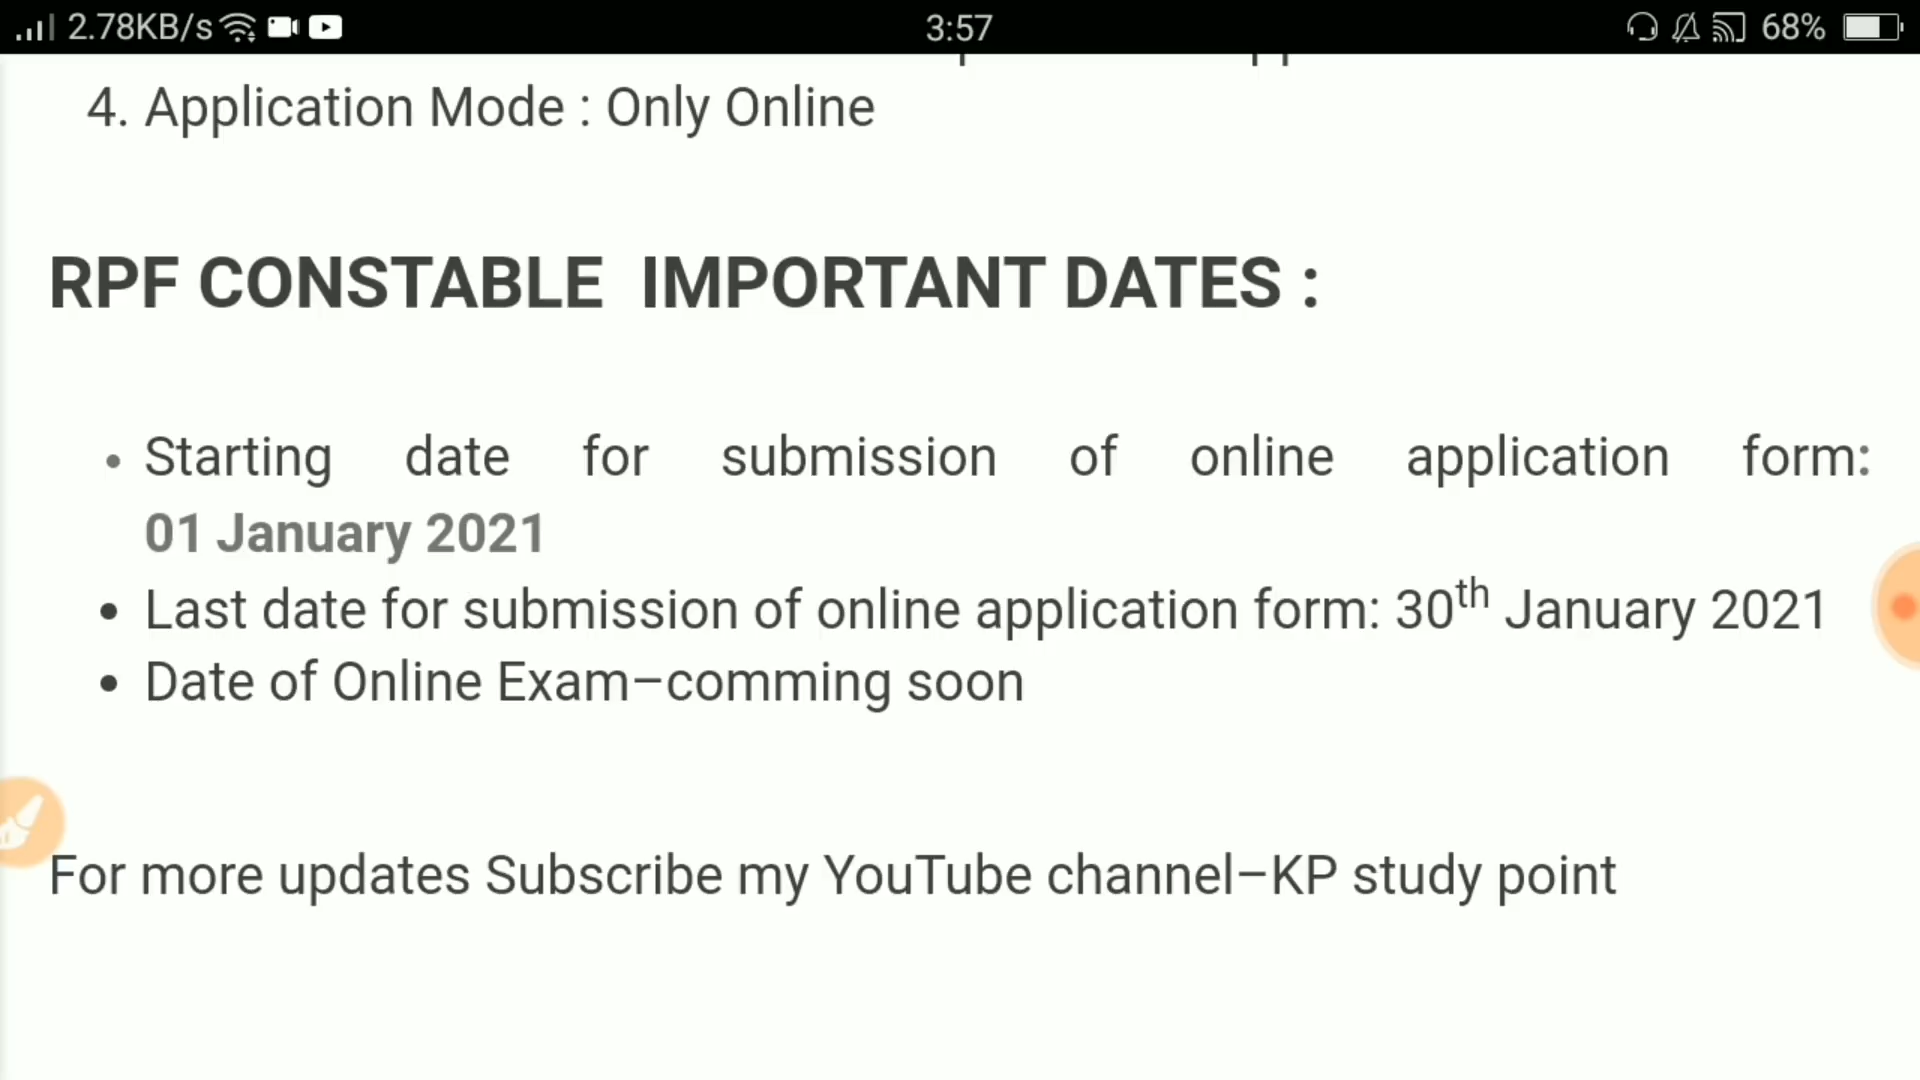 2.78KB/s 3:57 68%
4. Application Mode : Only Online
RPF CONSTABLE IMPORTANT DATES :
• Starting date for submission of online application form:
01 January 2021
• Last date for submission of online application form: 30th January 2021
• Date of Online Exam–comming soon
For more updates Subscribe my YouTube channel–KP study point